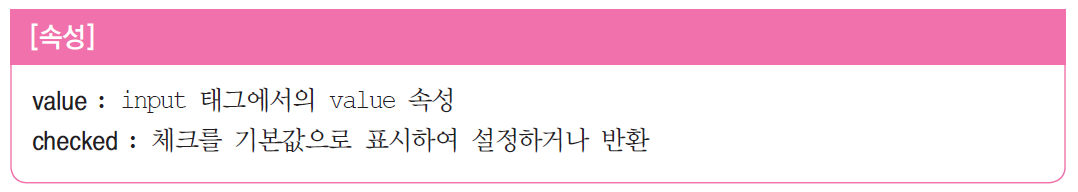 [속성]
value : input 태그에서의 value 속성
checked : 체크를 기본값으로 표시하여 설정하거나 반환